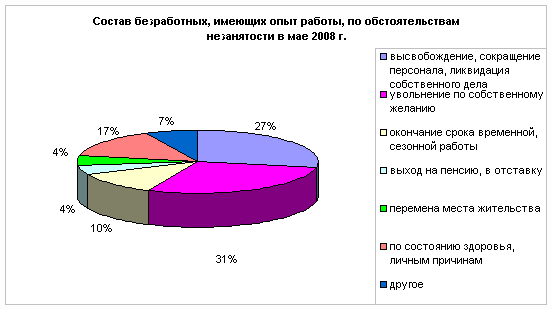 Состав безработных, имеющих опыт работы, по обстоятельствам
незанятости в мае 2008 г.
7%
27%
17%
4%
4%
10%
31%
высвобождение, сокращение
персонала, ликвидация
собственного дела
увольнение по собственному
желанию
окончание срока временной,
сезонной работы
выход на пенсию, в отставку
перемена места жительства
по состоянию здоровья,
личным причинам
другое